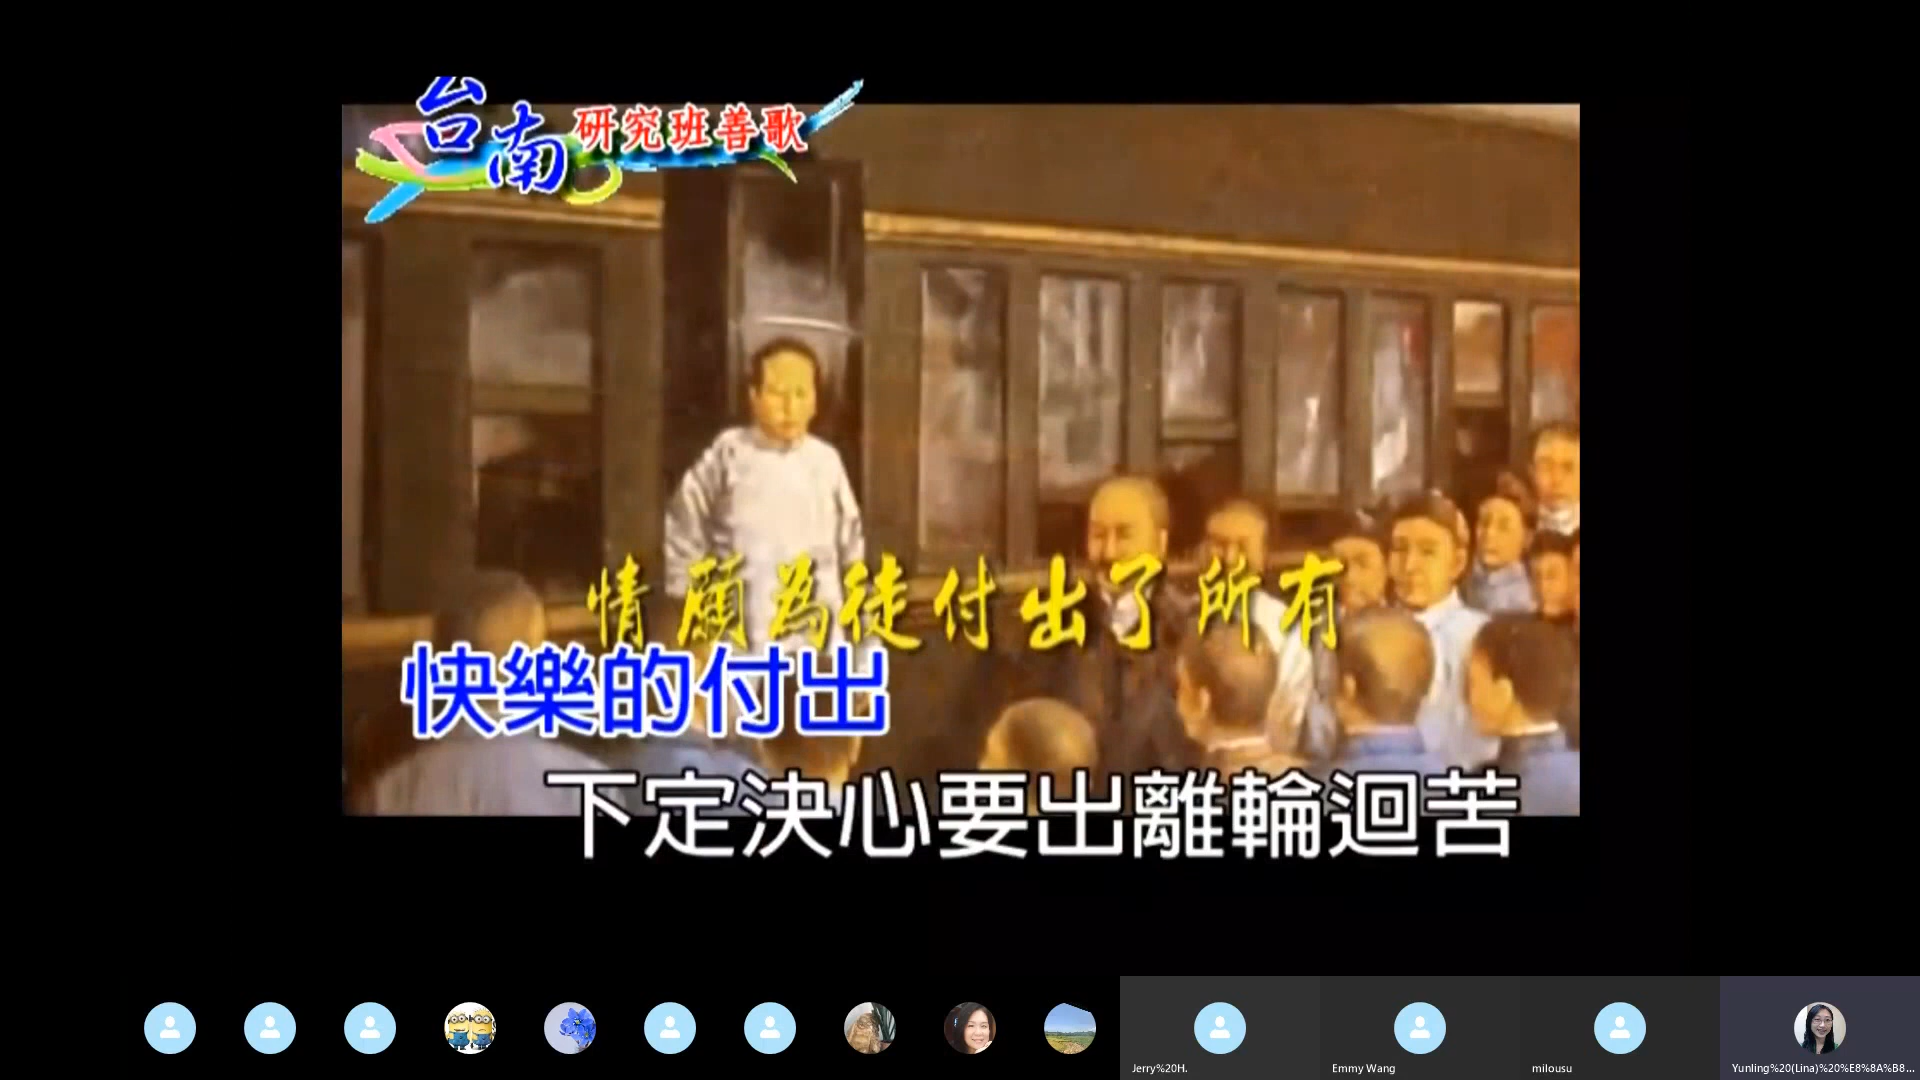 台南研究班善歌
情願為徒付出了所有
快樂的付出
下定決心要出離輪迴苦
Jerry%20H.
Emmy Wang
milousu
Yunling%20(Lina)%20%E8%8A%B8...